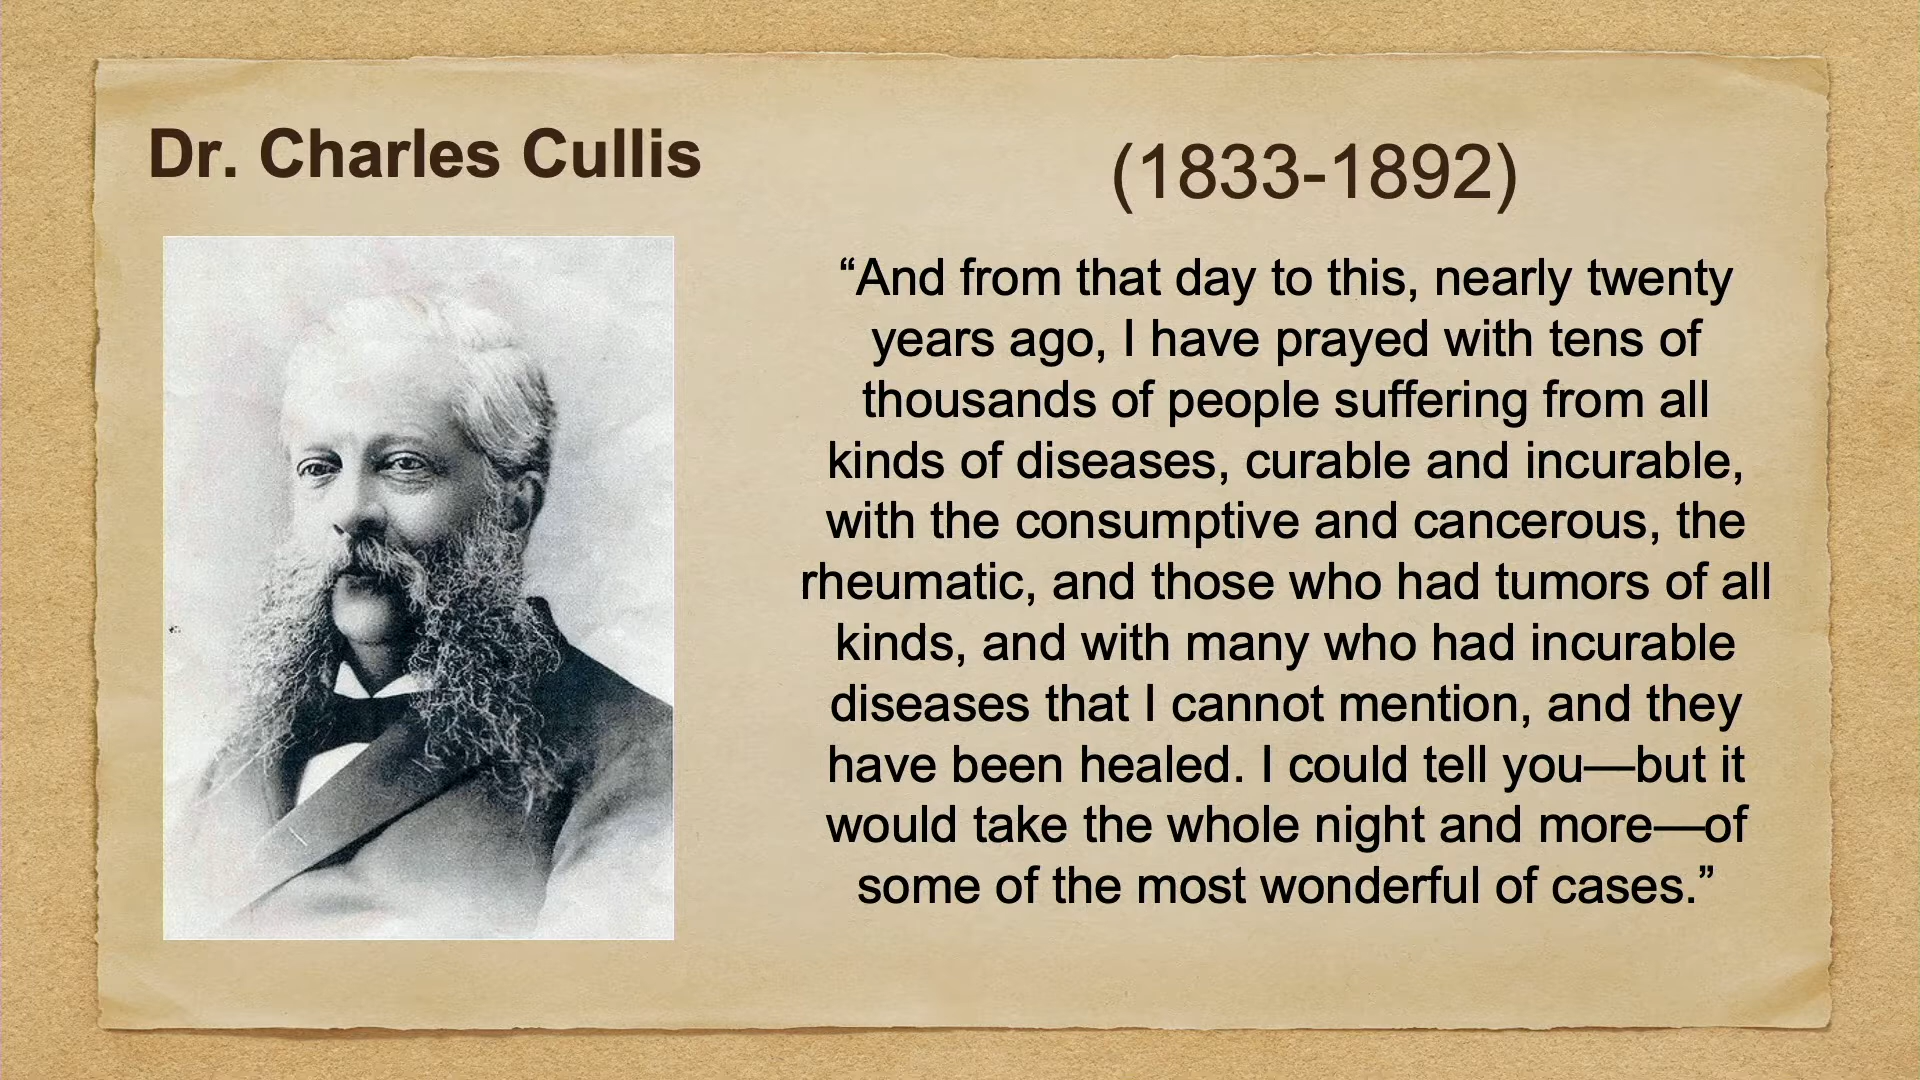 Dr. Charles Cullis
(1833-1892)
“And from that day to this, nearly twenty
years ago, I have prayed with tens of
thousands of people suffering from all
kinds of diseases, curable and incurable,
with the consumptive and cancerous, the
rheumatic, and those who had tumors of all
kinds, and with many who had incurable
diseases that I cannot mention, and they
have been healed. I could tell you—but it
would take the whole night and more—of
some of the most wonderful of cases.”